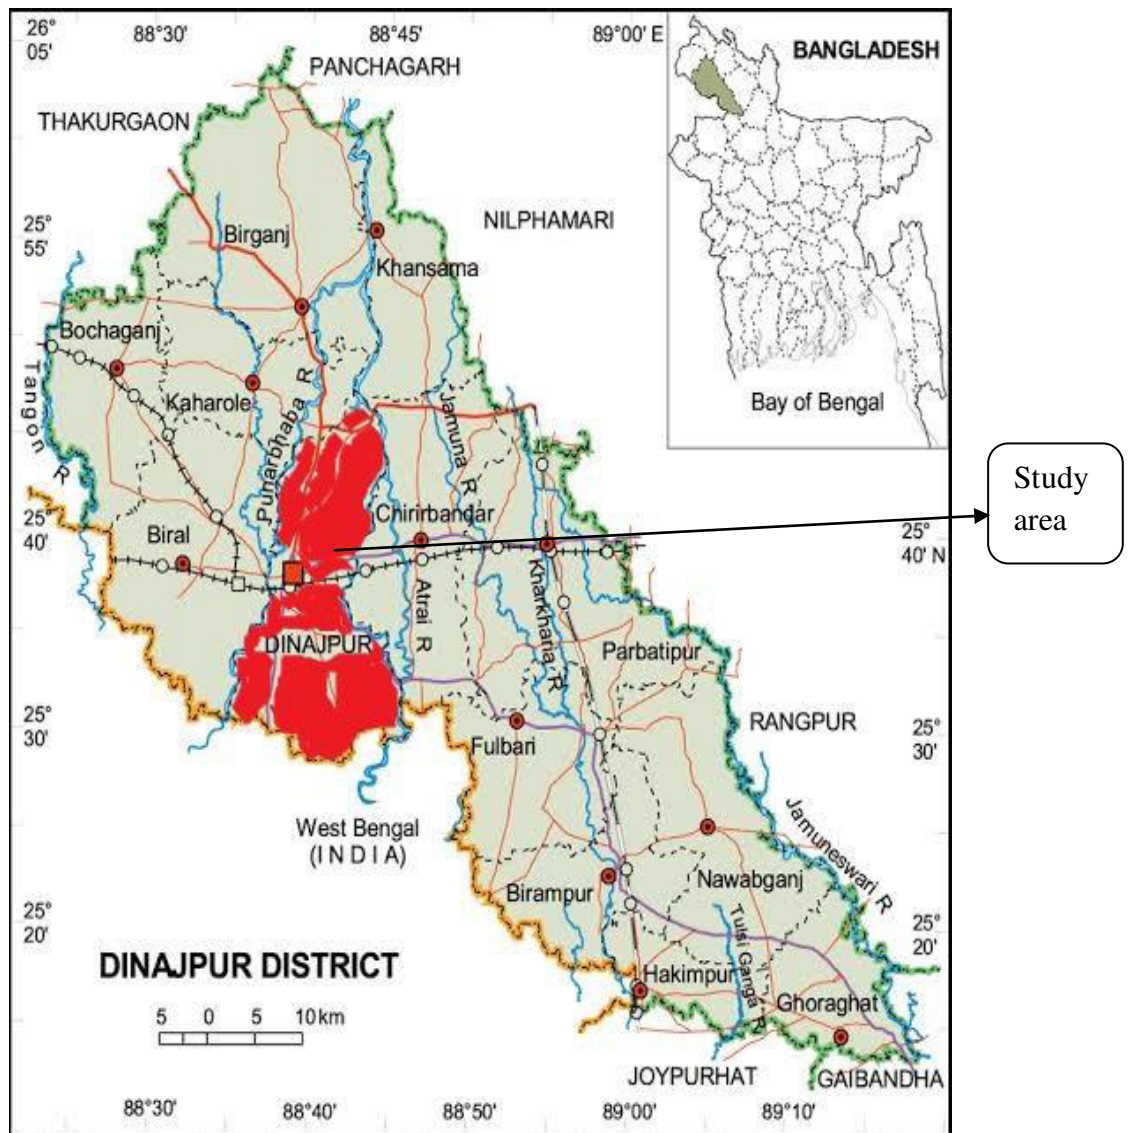 26°
05'
88°30'
88°45'
89°00' E
BANGLADESH
PANCHAGARH
THAKURGAON
NILPHAMARI
25°
55'
Birganj
Khansama
Bochaganj
Tangon R
Kaharole
Punarbhaba R
Jamuna R
Bay of Bengal
Study
area
Chirirbandar
25°
40'
Biral
25°
40' N
Atrai R
Kharkharia R
DINAJPUR
Parbatipur
25°
30'
RANGPUR
25°
30'
Fulbari
West Bengal
(I N D I A)
Jamuneswari R
Birampur
Nawabganj
25°
20'
Tulsi Ganga R
25°
20'
DINAJPUR DISTRICT
Hakimpur
Ghoraghat
5 0 5 10 km
JOYPURHAT
GAIBANDHA
88°30'
88°40'
88°50'
89°00'
89°10'